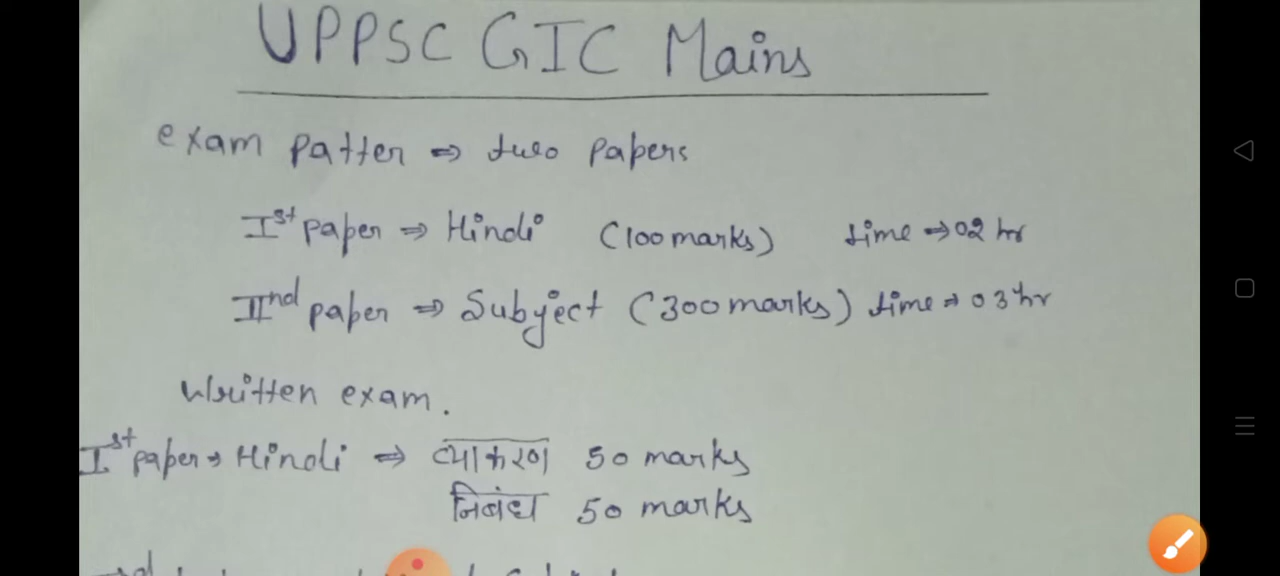 UPPSC GIC Mains
exam patter ⇒ two papers
Ist paper ⇒ Hindi (100 marks) time ⇒ 02 hr
IInd paper ⇒ Subject (300 marks) time ⇒ 03 hr
Written exam.
Ist paper ⇒ Hindi ⇒ व्याकरण 50 marks
निबंध 50 marks